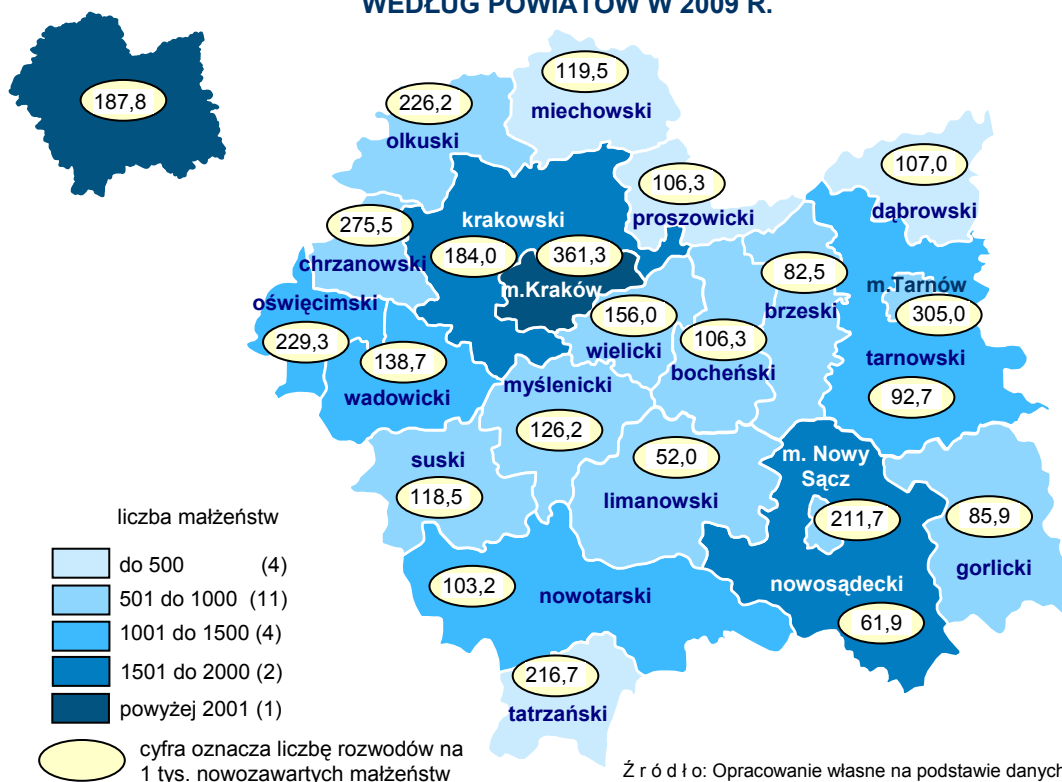 WEDŁUG POWIATÓW W 2009 R.
187,8
119,5
miechowski
226,2
olkuski
106,3
proszowicki
107,0
dąbrowski
krakowski
184,0
361,3
m.Kraków
275,5
chrzanowski
oświęcimski
229,3
138,7
wadowicki
156,0
wielicki
106,3
bocheński
82,5
brzeski
m.Tarnów
305,0
tarnowski
92,7
myślenicki
126,2
suski
118,5
52,0
limanowski
m. Nowy
Sącz
211,7
nowosądecki
61,9
85,9
gorlicki
103,2
nowotarski
216,7
tatrzański
liczba małżeństw
do 500 (4)
501 do 1000 (11)
1001 do 1500 (4)
1501 do 2000 (2)
powyżej 2001 (1)
cyfra oznacza liczbę rozwodów na
1 tys. nowozawartych małżeństw
Ź r ó d ł o: Opracowanie własne na podstawie danych